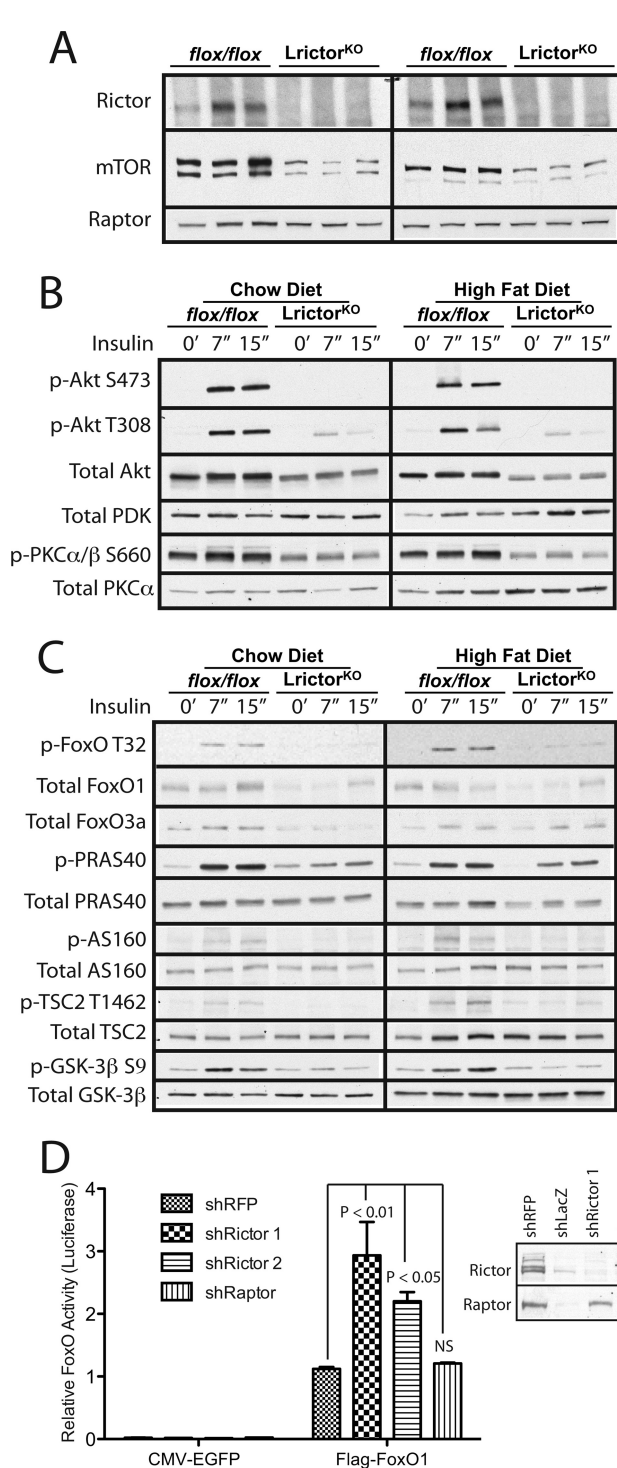 A
flox/flox LrictorKO flox/flox LrictorKO
Rictor
mTOR
Raptor
B
Chow Diet High Fat Diet
flox/flox LrictorKO flox/flox LrictorKO
Insulin 0′ 7″ 15″ 0′ 7″ 15″ 0′ 7″ 15″ 0′ 7″ 15″
p-Akt S473
p-Akt T308
Total Akt
Total PDK
p-PKCα/β S660
Total PKCα
C
Chow Diet High Fat Diet
flox/flox LrictorKO flox/flox LrictorKO
Insulin 0′ 7″ 15″ 0′ 7″ 15″ 0′ 7″ 15″ 0′ 7″ 15″
p-FoxO T32
Total FoxO1
Total FoxO3a
p-PRAS40
Total PRAS40
p-AS160
Total AS160
p-TSC2 T1462
Total TSC2
p-GSK-3β S9
Total GSK-3β
D
Relative FoxO Activity (Luciferase)
4
3
2
1
0
shRFP
shRictor 1
shRictor 2
shRaptor
P < 0.01
P < 0.05
NS
CMV-EGFP Flag-FoxO1
shRFP
shLacZ
shRictor 1
Rictor
Raptor